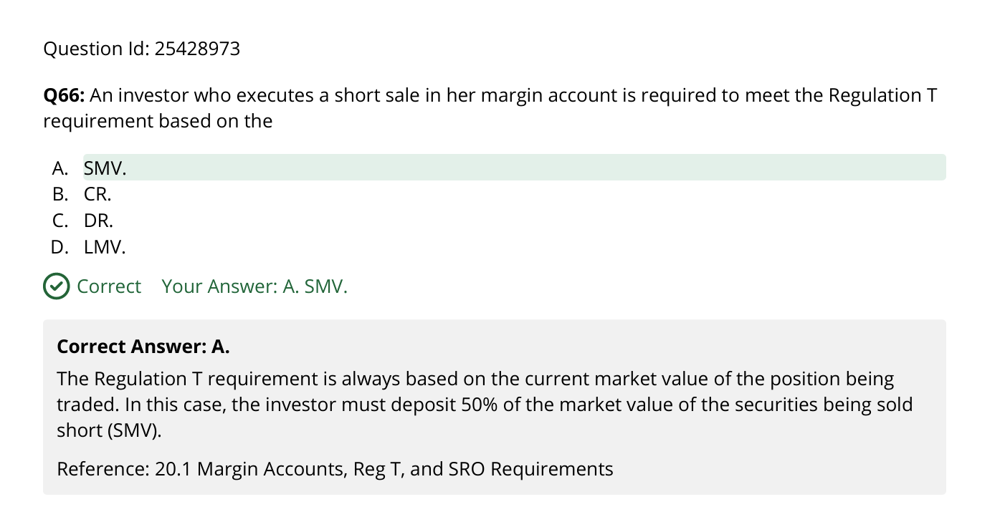 Question Id: 25428973
Q66: An investor who executes a short sale in her margin account is required to meet the Regulation T
requirement based on the
A. SMV.
B. CR.
C. DR.
D. LMV.
Correct Your Answer: A. SMV.
Correct Answer: A.
The Regulation T requirement is always based on the current market value of the position being
traded. In this case, the investor must deposit 50% of the market value of the securities being sold
short (SMV).
Reference: 20.1 Margin Accounts, Reg T, and SRO Requirements